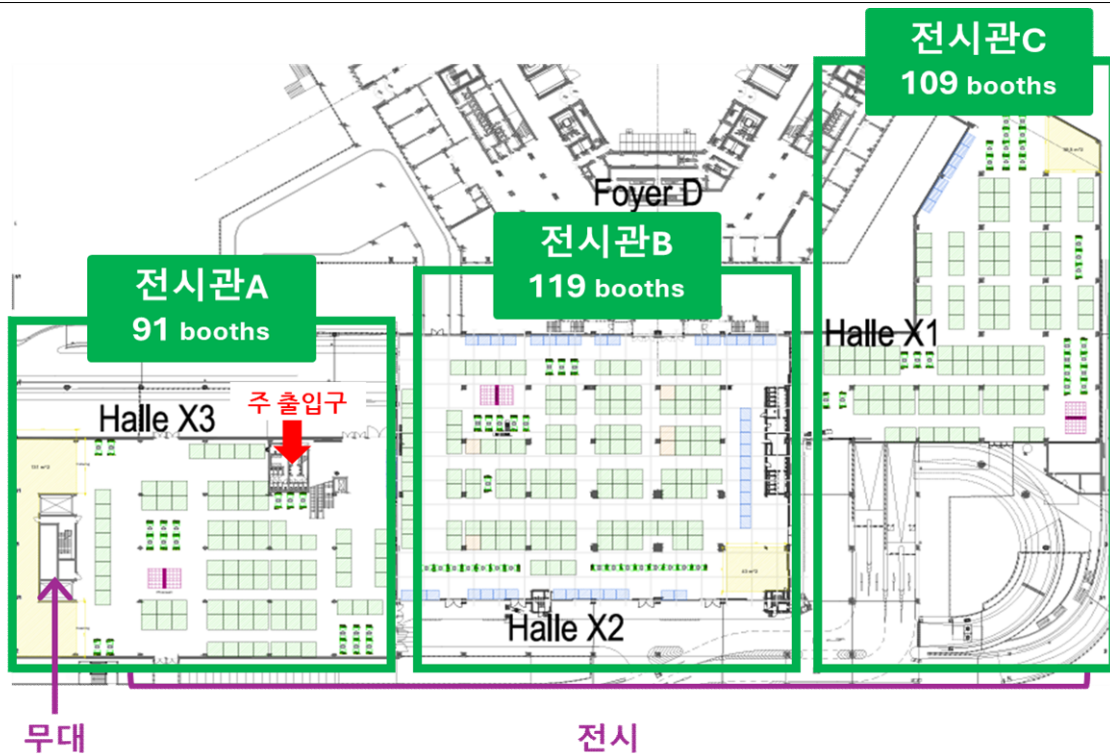 전시관C
109 booths
Foyer D
전시관B
119 booths
전시관A
91 booths
Halle X1
주 출입구
Halle X3
Halle X2
무대
전시